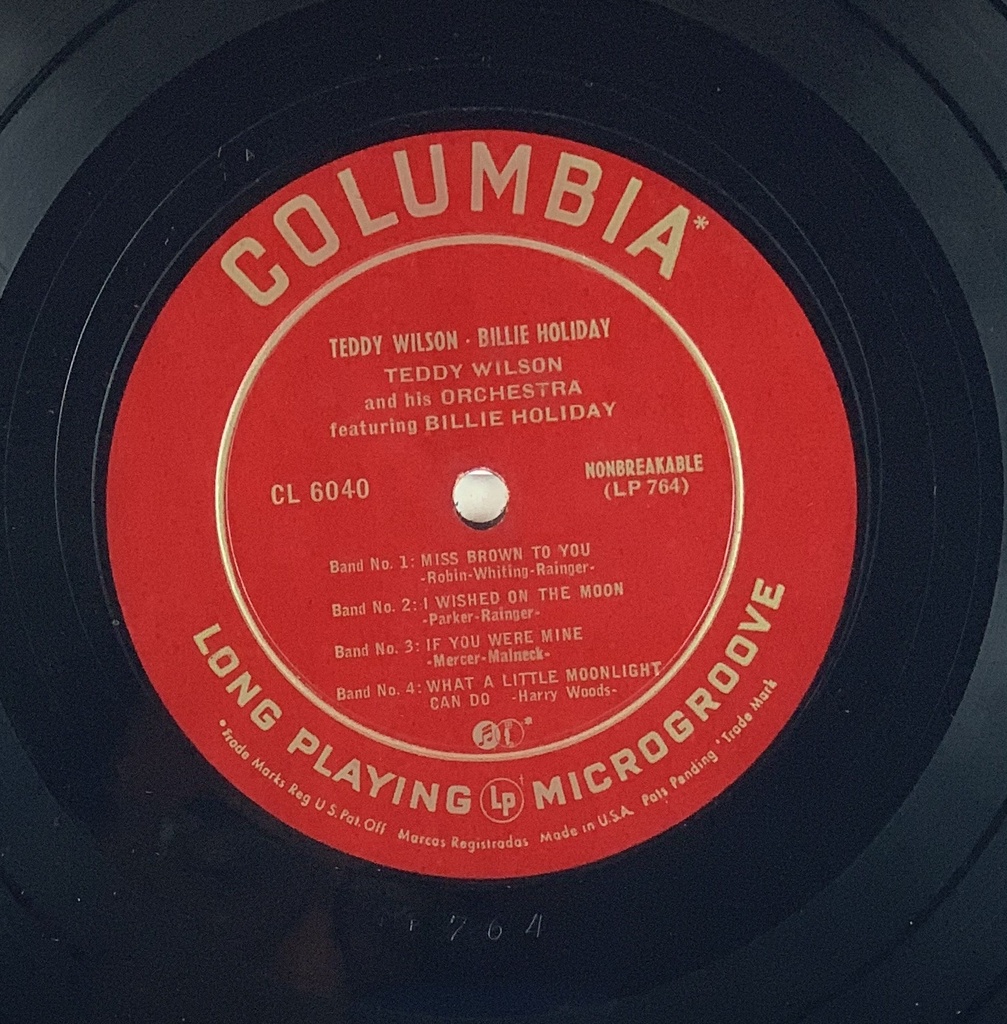 COLUMBIA*
TEDDY WILSON · BILLIE HOLIDAY
TEDDY WILSON
and his ORCHESTRA
featuring BILLIE HOLIDAY
CL 6040
NONBREAKABLE
(LP 764)
Band No. 1: MISS BROWN TO YOU
-Robin-Whiting-Rainger-
Band No. 2: I WISHED ON THE MOON
-Parker-Rainger-
Band No. 3: IF YOU WERE MINE
-Mercer-Malneck-
Band No. 4: WHAT A LITTLE MOONLIGHT
CAN DO -Harry Woods-
LONG PLAYING Lp MICROGROOVE
*Trade Marks Reg U S. Pat. Off Marcas Registradas Made in U.S.A. Pats Pending *Trade Mark
764